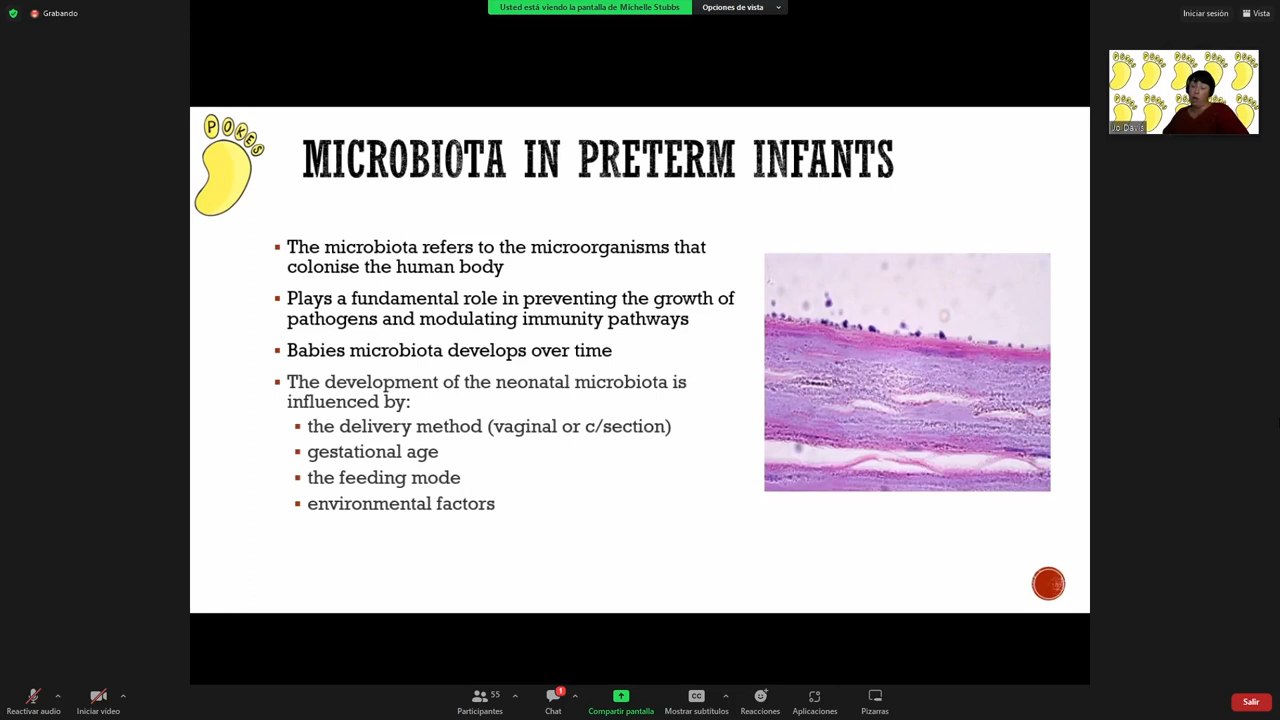 Grabando
Usted está viendo la pantalla de Michelle Stubbs
Opciones de vista
Iniciar sesión
Vista
POKES
MICROBIOTA IN PRETERM INFANTS
Jo Davis
The microbiota refers to the microorganisms that
colonise the human body
Plays a fundamental role in preventing the growth of
pathogens and modulating immunity pathways
Babies microbiota develops over time
The development of the neonatal microbiota is
influenced by:
the delivery method (vaginal or c/section)
gestational age
the feeding mode
environmental factors
Reactivar audio
Iniciar video
55
Participantes
1
Chat
Compartir pantalla
CC
Mostrar subtítulos
Reacciones
Aplicaciones
Pizarras
Salir